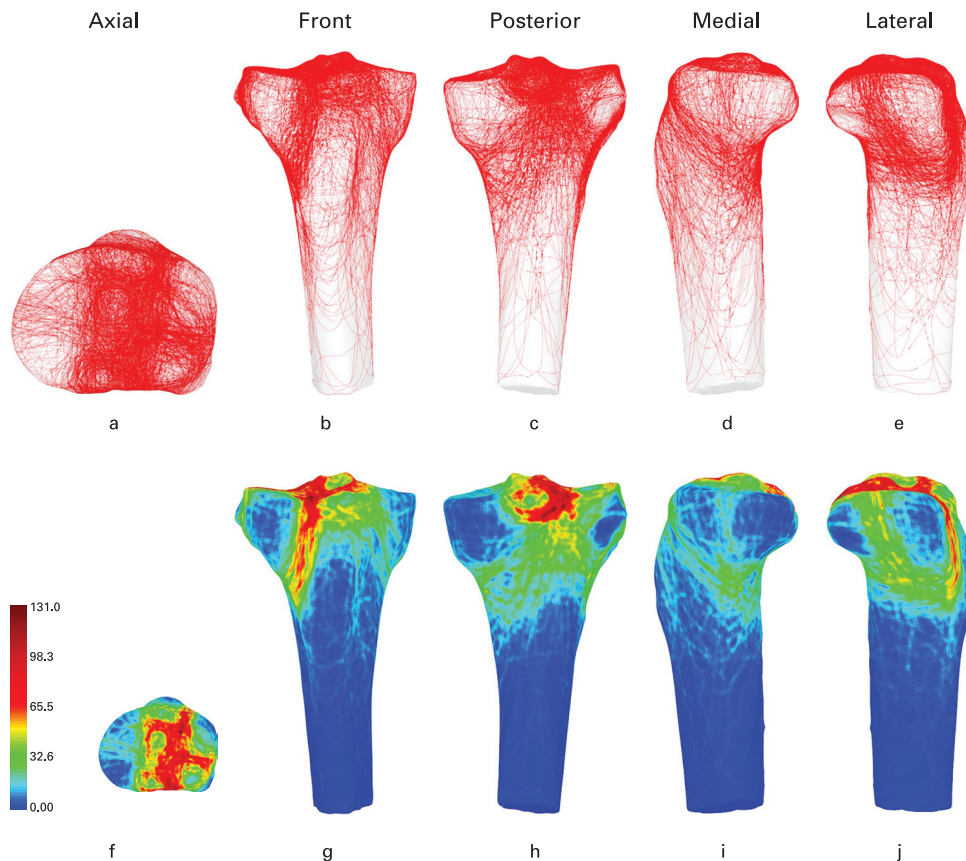 Axial Front Posterior Medial Lateral
a b c d e
131.0
98.3
65.5
32.6
0.00
f g h i j